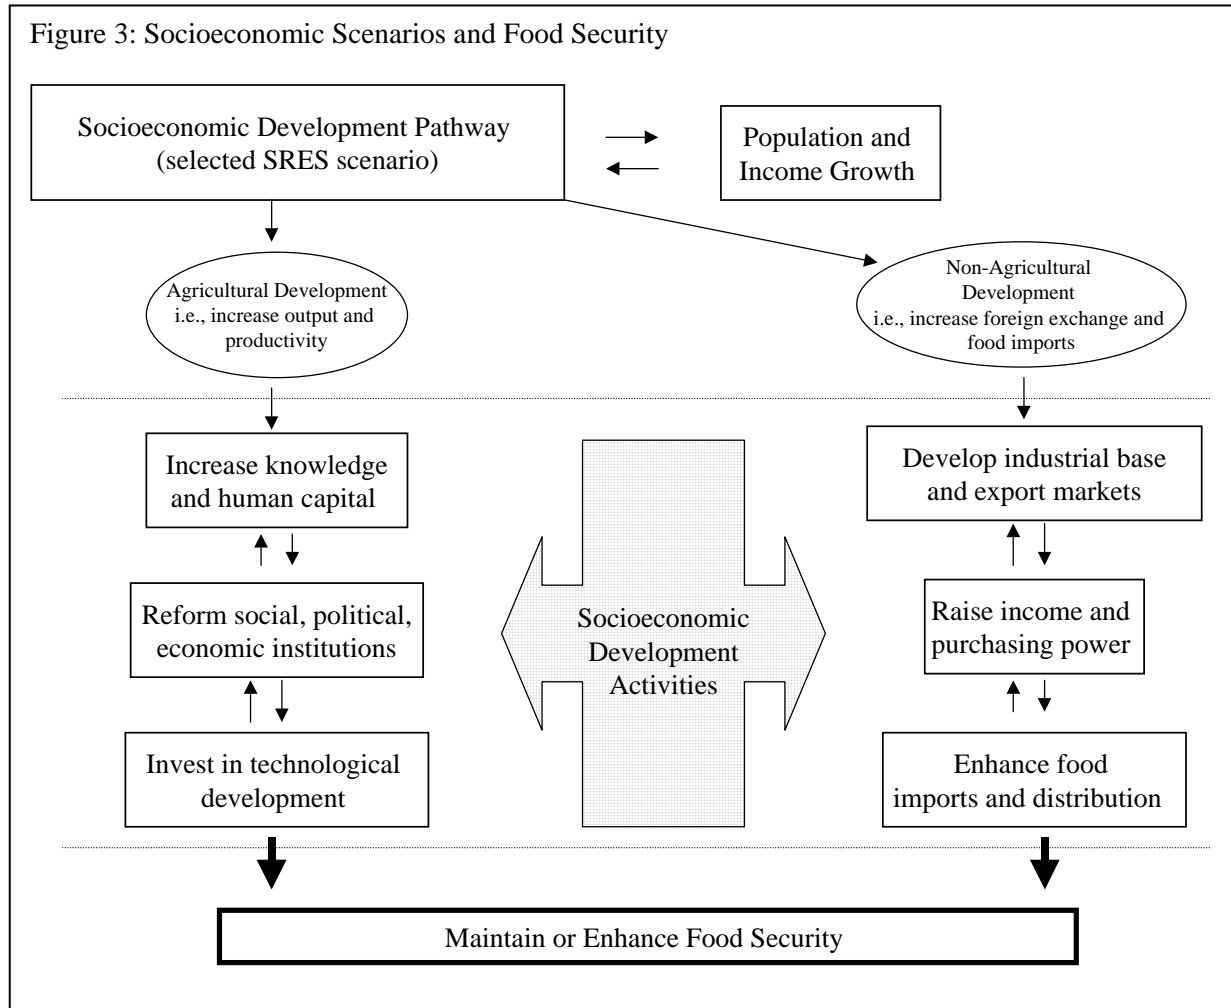 Figure 3: Socioeconomic Scenarios and Food Security
Socioeconomic Development Pathway
(selected SRES scenario)
Population and
Income Growth
Agricultural Development
i.e., increase output and
productivity
Non-Agricultural
Development
i.e., increase foreign exchange and
food imports
Increase knowledge
and human capital
Develop industrial base
and export markets
Reform social, political,
economic institutions
Socioeconomic
Development
Activities
Raise income and
purchasing power
Invest in technological
development
Enhance food
imports and distribution
Maintain or Enhance Food Security